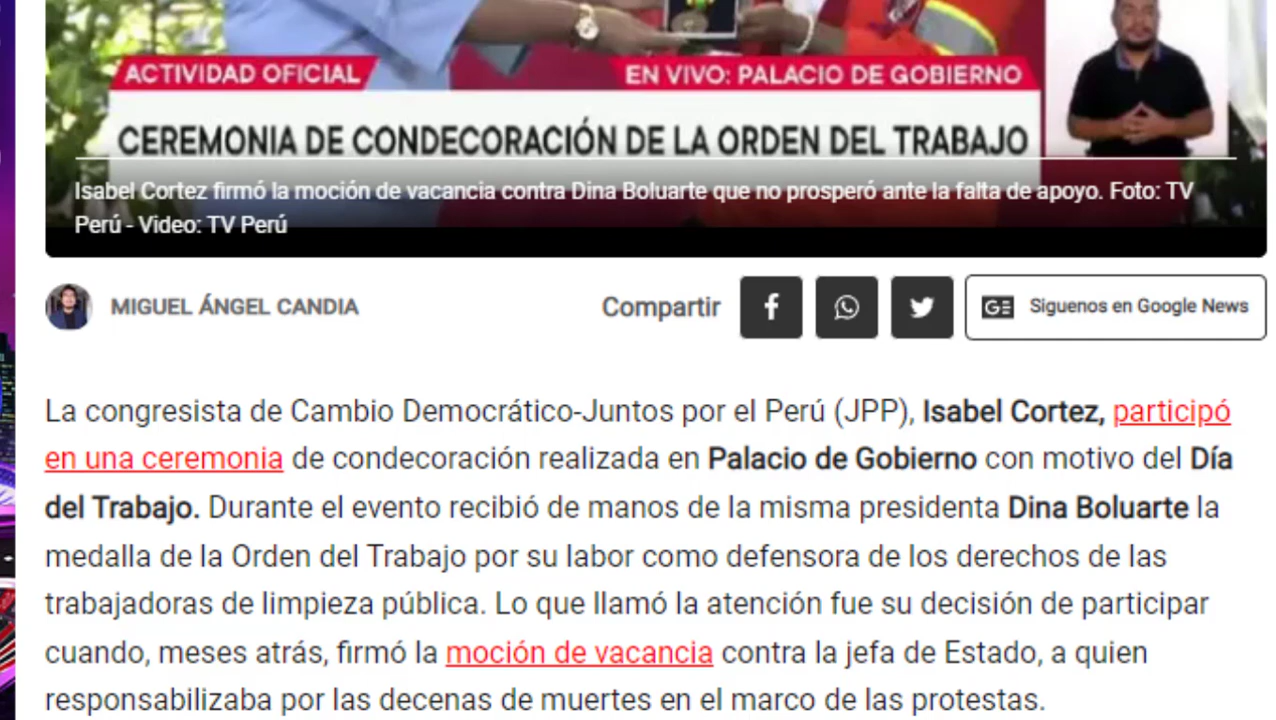 ACTIVIDAD OFICIAL
EN VIVO: PALACIO DE GOBIERNO
CEREMONIA DE CONDECORACIÓN DE LA ORDEN DEL TRABAJO
Isabel Cortez firmó la moción de vacancia contra Dina Boluarte que no prosperó ante la falta de apoyo. Foto: TV
Perú - Video: TV Perú
MIGUEL ÁNGEL CANDIA
Compartir
Siguenos en Google News
La congresista de Cambio Democrático-Juntos por el Perú (JPP), Isabel Cortez, participó
en una ceremonia de condecoración realizada en Palacio de Gobierno con motivo del Día
del Trabajo. Durante el evento recibió de manos de la misma presidenta Dina Boluarte la
medalla de la Orden del Trabajo por su labor como defensora de los derechos de las
trabajadoras de limpieza pública. Lo que llamó la atención fue su decisión de participar
cuando, meses atrás, firmó la moción de vacancia contra la jefa de Estado, a quien
responsabilizaba por las decenas de muertes en el marco de las protestas.